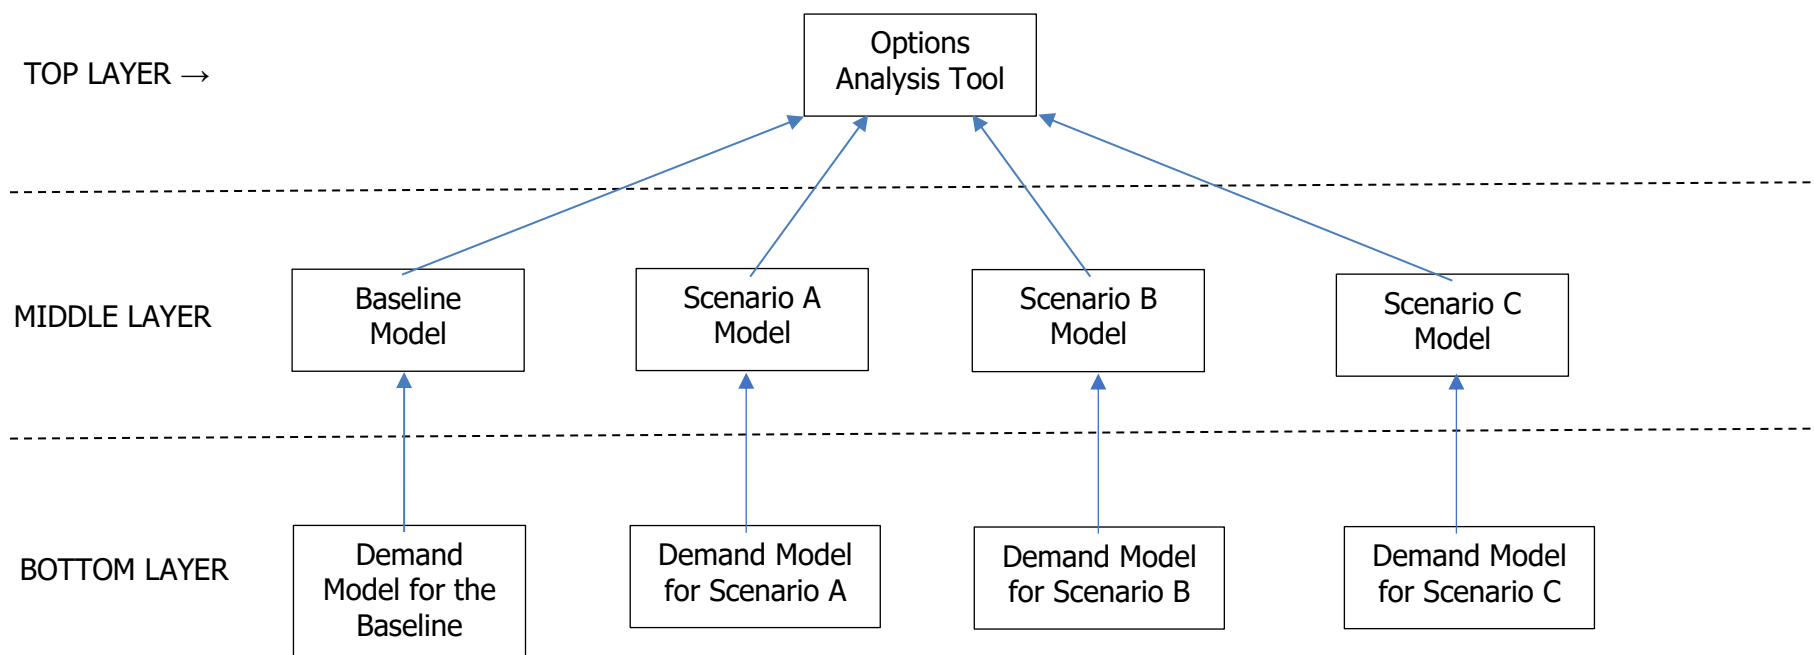 Options
Analysis Tool
TOP LAYER →
Baseline
Model
Scenario A
Model
Scenario B
Model
Scenario C
Model
MIDDLE LAYER
Demand
Model for the
Baseline
Demand Model
for Scenario A
Demand Model
for Scenario B
Demand Model
for Scenario C
BOTTOM LAYER